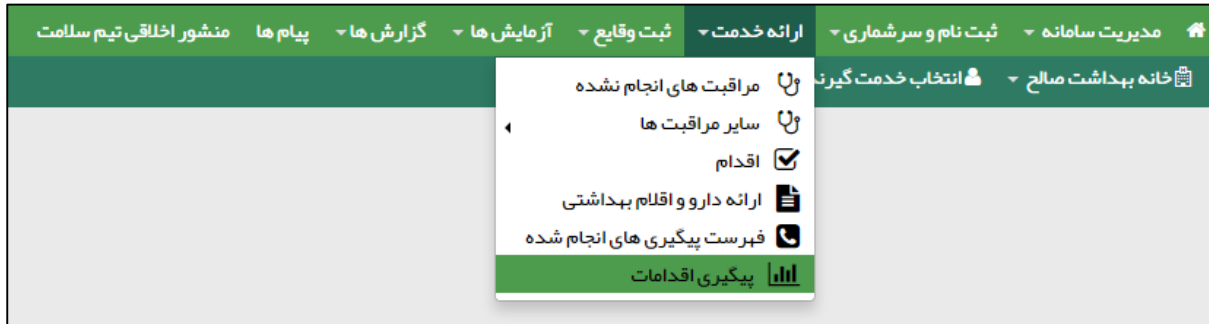 مدیریت سامانه ثبت نام و سرشماری ارائه خدمت ثبت وقایع آزمایش ها گزارش ها پیام ها منشور اخلاقی تیم سلامت
خانه بهداشت صالح انتخاب خدمت گیرند
مراقبت های انجام نشده
سایر مراقبت ها
اقدام
ارائه دارو و اقلام بهداشتی
فهرست پیگیری های انجام شده
پیگیری اقدامات